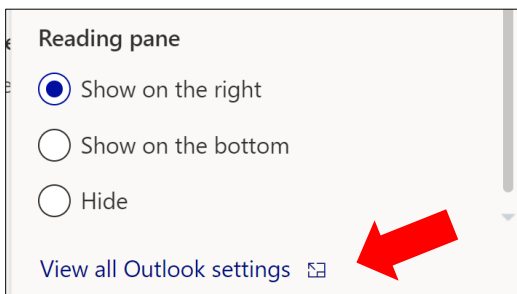 Reading pane
Show on the right
Show on the bottom
Hide
View all Outlook settings